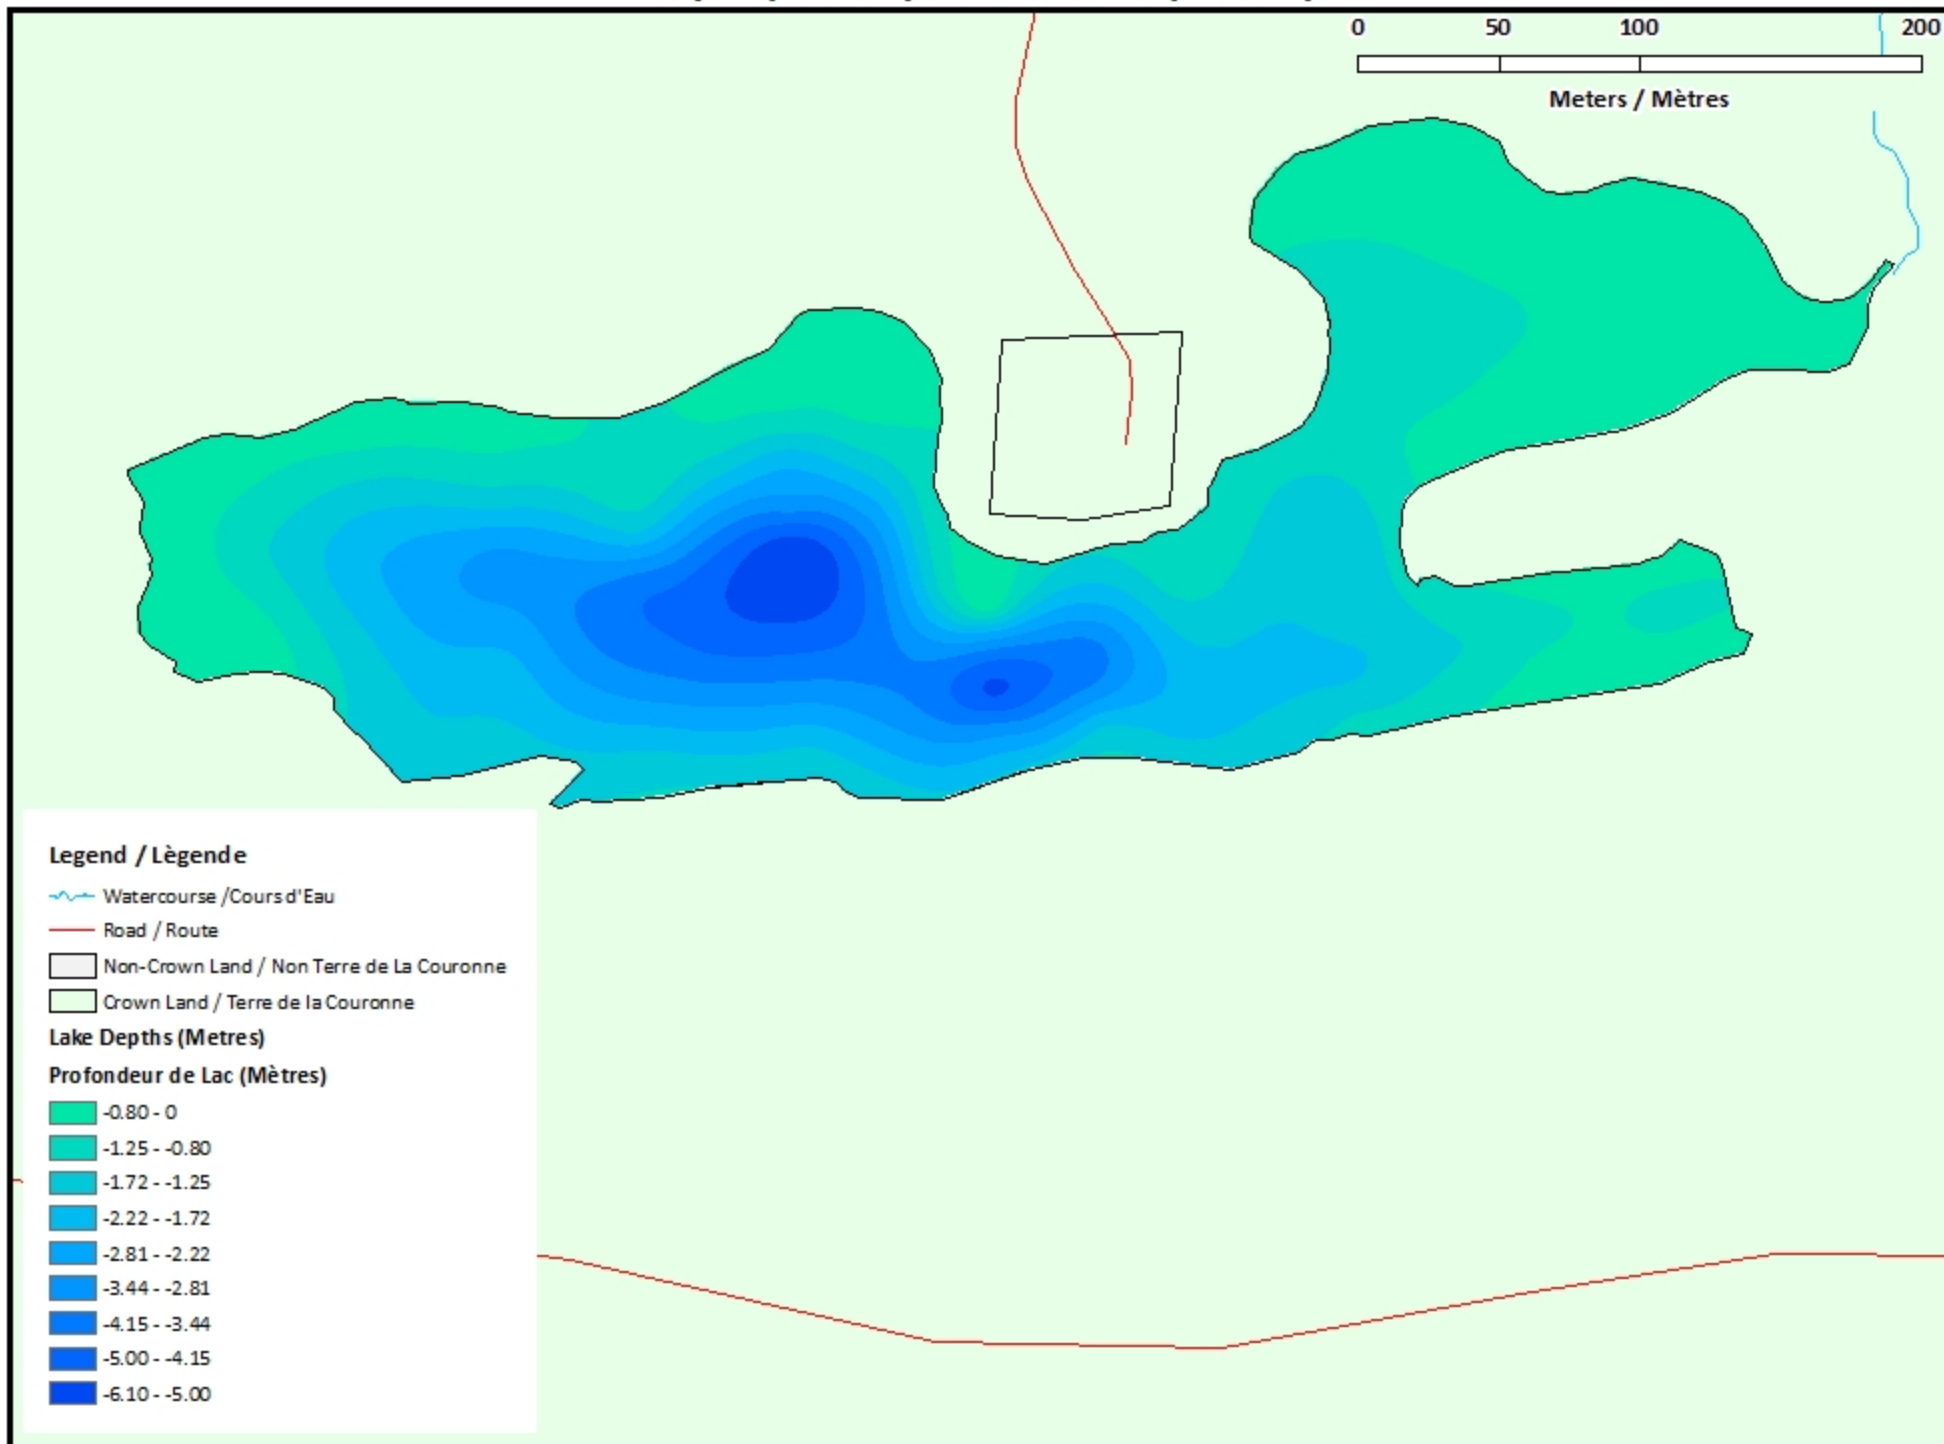 0 50 100 200
Meters / Mètres
Legend / Lègende
Watercourse /Cours d'Eau
Road / Route
Non-Crown Land / Non Terre de La Couronne
Crown Land / Terre de la Couronne
Lake Depths (Metres)
Profondeur de Lac (Mètres)
-0.80 - 0
-1.25 - -0.80
-1.72 - -1.25
-2.22 - -1.72
-2.81 - -2.22
-3.44 - -2.81
-4.15 - -3.44
-5.00 - -4.15
-6.10 - -5.00